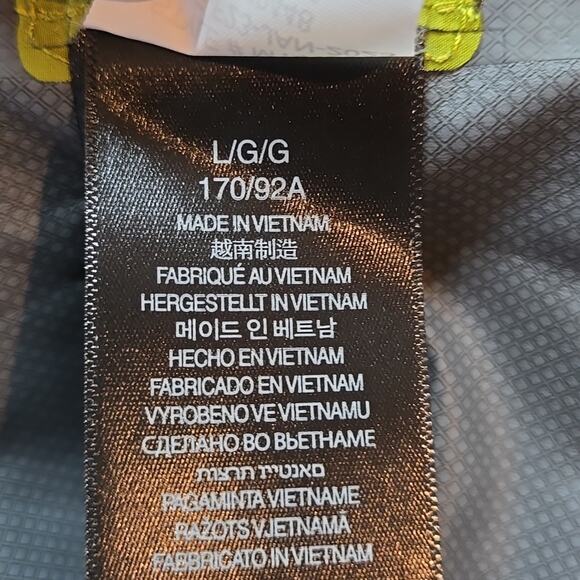 L/G/G
170/92A
MADE IN VIETNAM
越南制造
FABRIQUÉ AU VIETNAM
HERGESTELLT IN VIETNAM
메이드 인 베트남
HECHO EN VIETNAM
FABRICADO EN VIETNAM
VYROBENO VE VIETNAMU
СДЕЛАНО ВО ВЬЕТНАМЕ
PAGAMINTA VIETNAME
RAŽOTS VJETNAMĀ
FABBRICATO IN VIETNAM